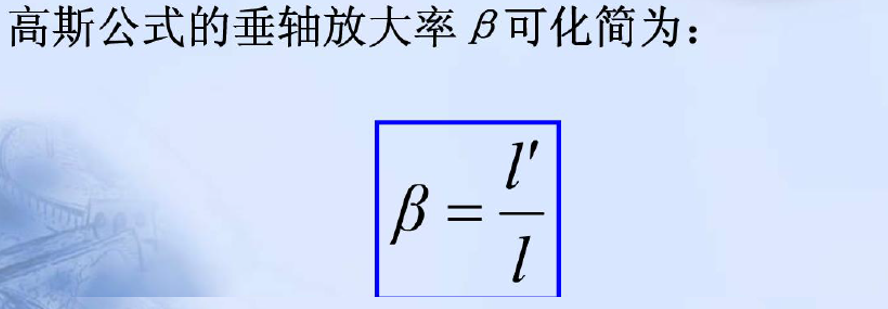 高斯公式的垂轴放大率 β 可化简为：
β = l′/l